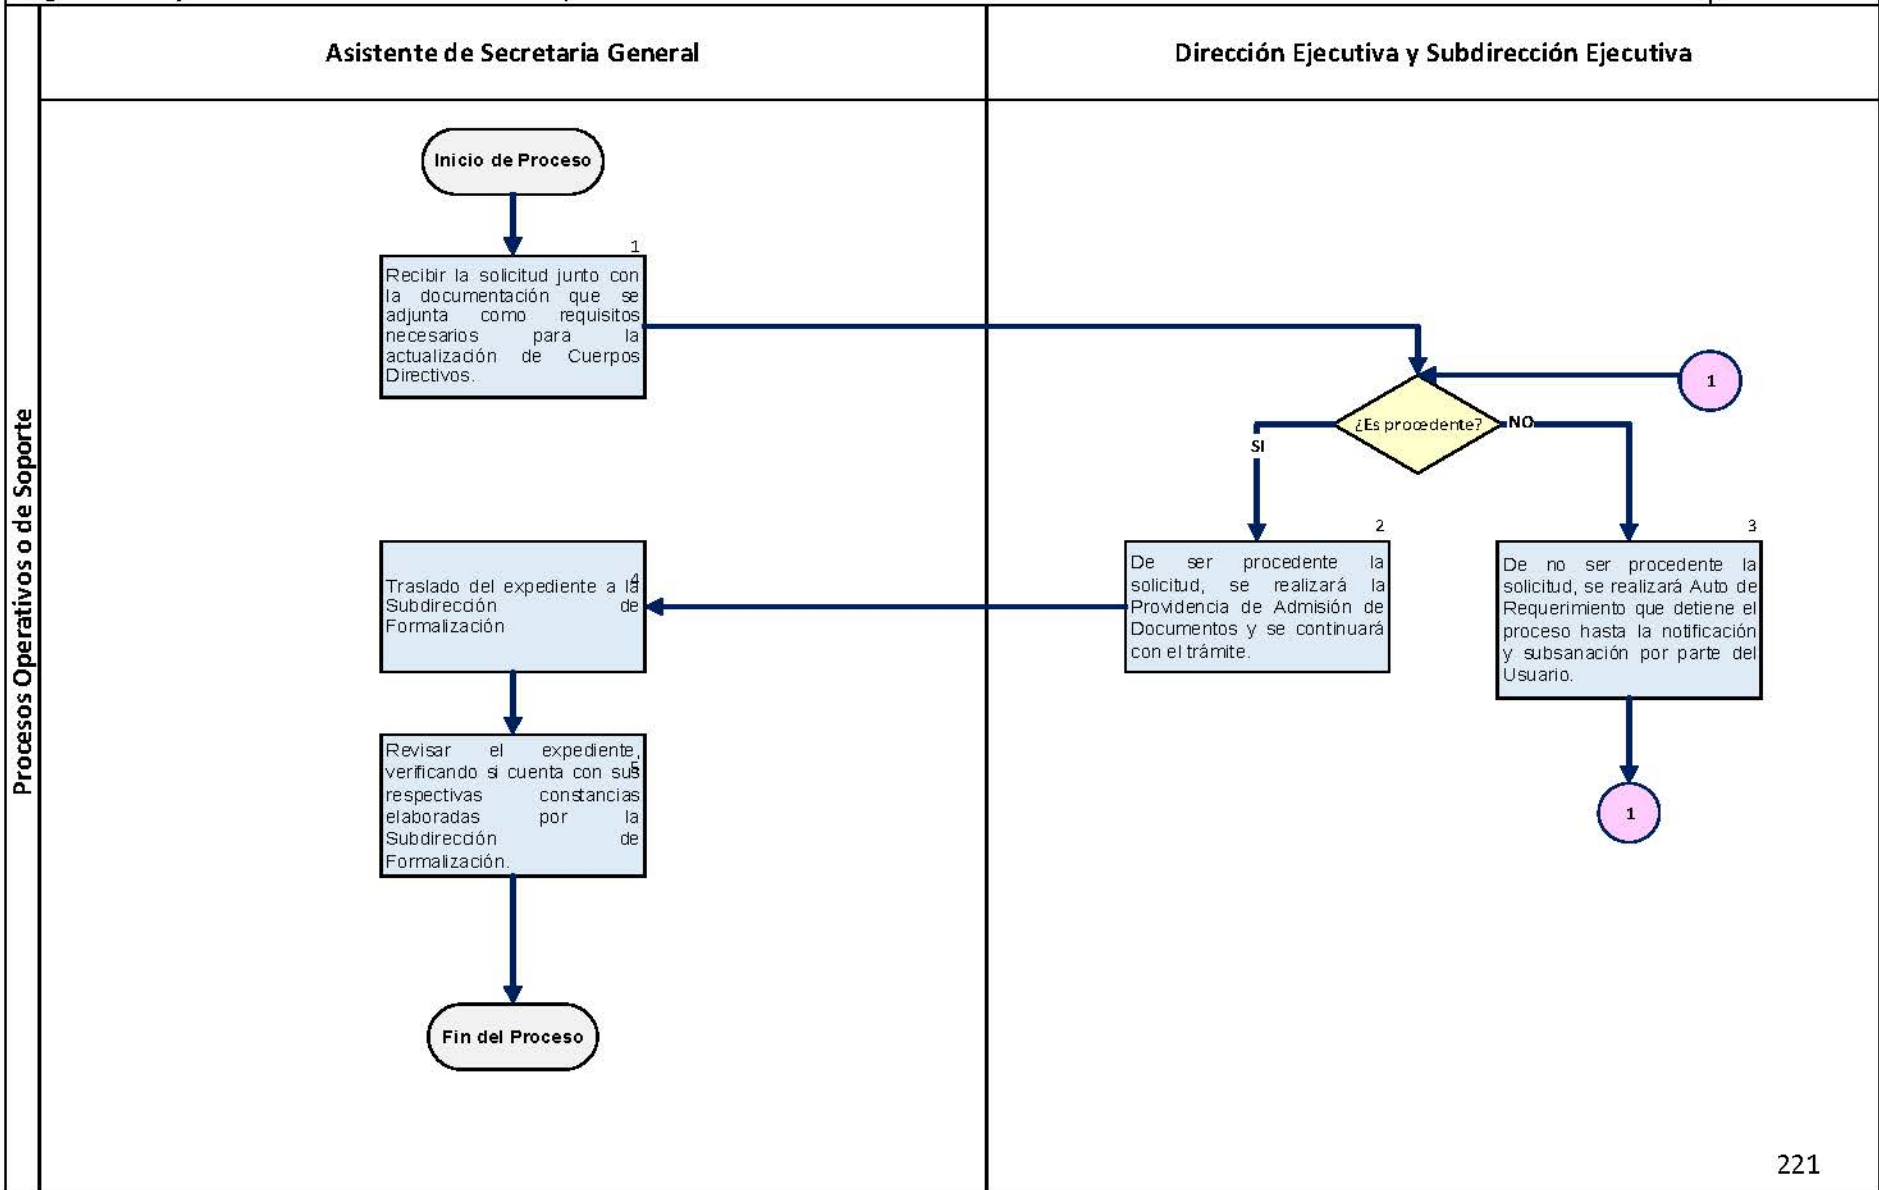 Asistente de Secretaria General
Dirección Ejecutiva y Subdirección Ejecutiva
Procesos Operativos o de Soporte
Inicio de Proceso
1
Recibir la solicitud junto con
la documentación que se
adjunta como requisitos
necesarios para la
actualización de Cuerpos
Directivos.
1
¿Es procedente?
SI
NO
2
De ser procedente la
solicitud, se realizará la
Providencia de Admisión de
Documentos y se continuará
con el trámite.
3
De no ser procedente la
solicitud, se realizará Auto de
Requerimiento que detiene el
proceso hasta la notificación
y subsanación por parte del
Usuario.
1
4
Traslado del expediente a la
Subdirección de
Formalización
5
Revisar el expediente,
verificando si cuenta con sus
respectivas constancias
elaboradas por la
Subdirección de
Formalización.
Fin del Proceso
221